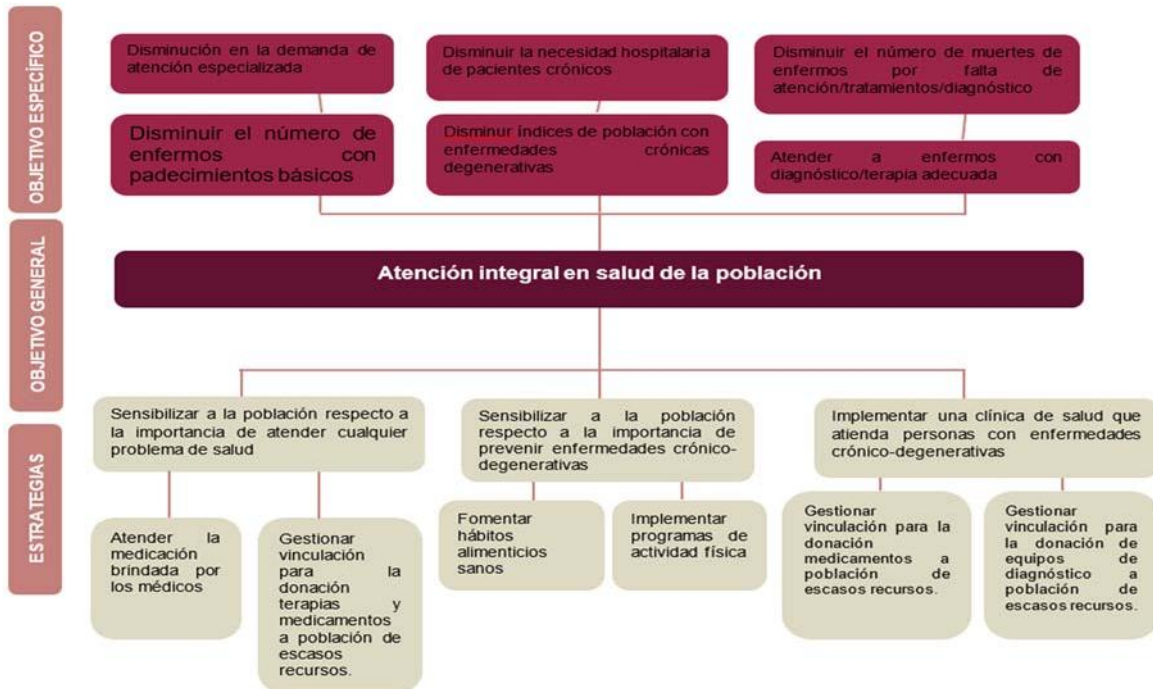 OBJETIVO ESPECÍFICO
Disminución en la demanda de
atención especializada
Disminuir la necesidad hospitalaria
de pacientes crónicos
Disminuir el número de muertes de
enfermos por falta de
atención/tratamientos/diagnóstico
Disminuir el número de
enfermos con
padecimientos básicos
Disminur índices de población con
enfermedades crónicas
degenerativas
Atender a enfermos con
diagnóstico/terapia adecuada
OBJETIVO GENERAL
Atención integral en salud de la población
ESTRATEGIAS
Sensibilizar a la población respecto a
la importancia de atender cualquier
problema de salud
Sensibilizar a la población
respecto a la importancia de
prevenir enfermedades crónico-
degenerativas
Implementar una clínica de salud que
atienda personas con enfermedades
crónico-degenerativas
Atender la
medicación
brindada por
los médicos
Gestionar
vinculación
para la
donación
terapias y
medicamentos
a población de
escasos
recursos.
Fomentar
hábitos
alimenticios
sanos
Implementar
programas de
actividad física
Gestionar
vinculación para la
donación
medicamentos a
población de
escasos recursos.
Gestionar
vinculación para
la donación de
equipos de
diagnóstico a
población de
escasos recursos.